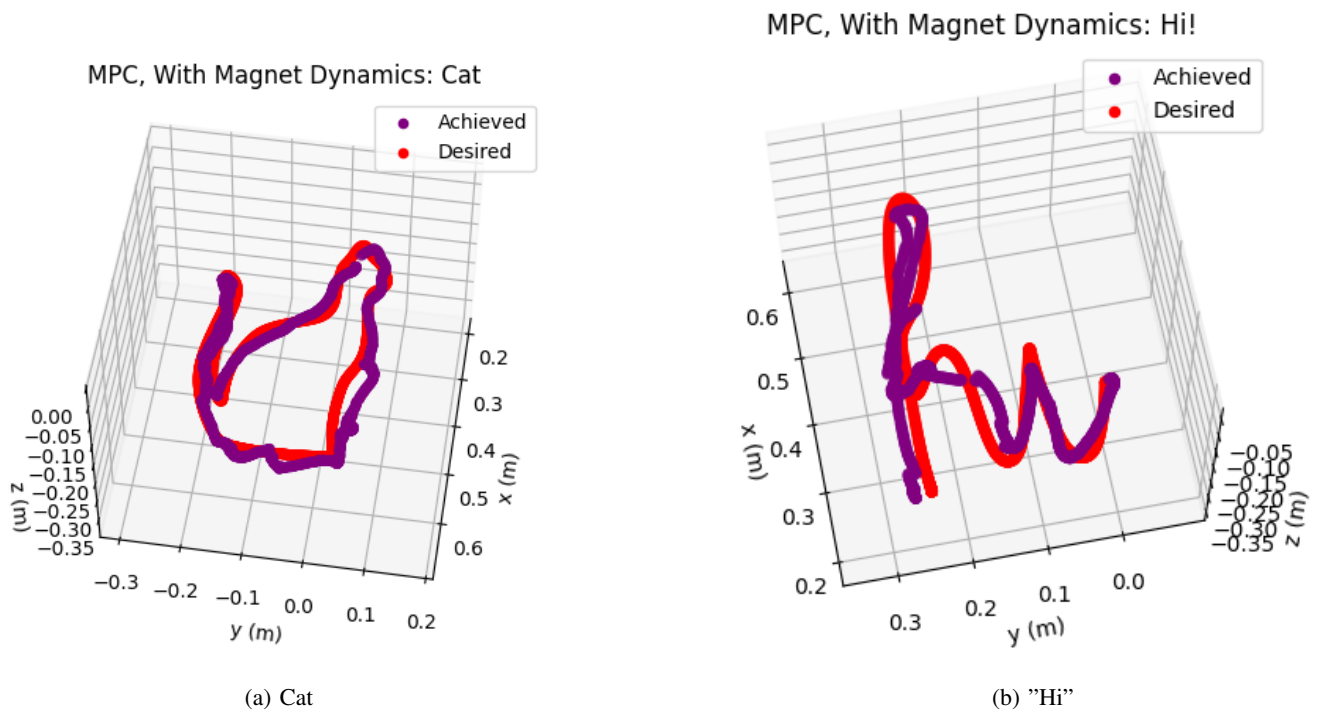 MPC, With Magnet Dynamics: Cat
Achieved
Desired
0.00
−0.05
−0.10
−0.15
−0.20
−0.25
−0.30
−0.35
z (m)
−0.3
−0.2
−0.1
0.0
0.1
0.2
y (m)
0.2
0.3
0.4
0.5
0.6
x (m)
(a) Cat
MPC, With Magnet Dynamics: Hi!
Achieved
Desired
0.6
0.5
0.4
0.3
0.2
x (m)
0.3
0.2
0.1
0.0
y (m)
−0.05
−0.10
−0.15
−0.20
−0.25
−0.30
−0.35
z (m)
(b) ”Hi”